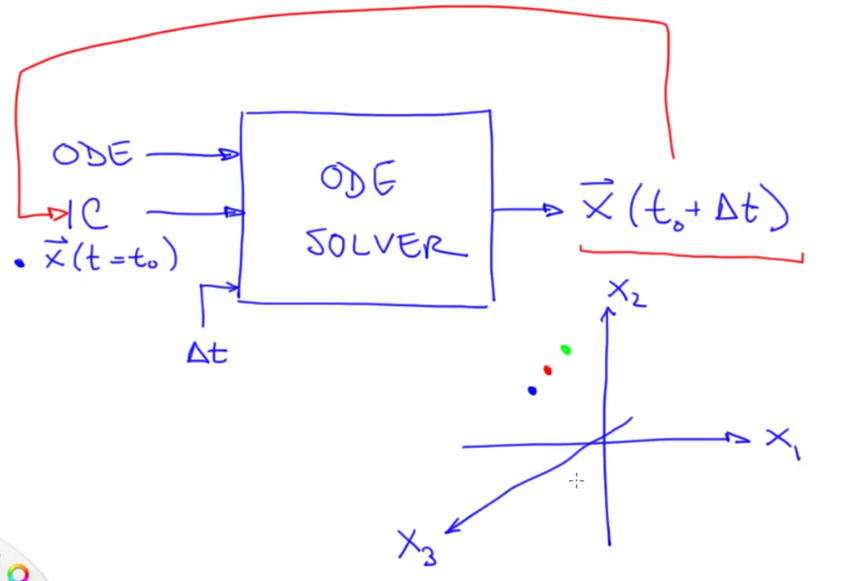 ODE
ODE
SOLVER
IC
x⃗(t=t₀)
Δt
x⃗(t₀+Δt)
X₂
X₁
X₃